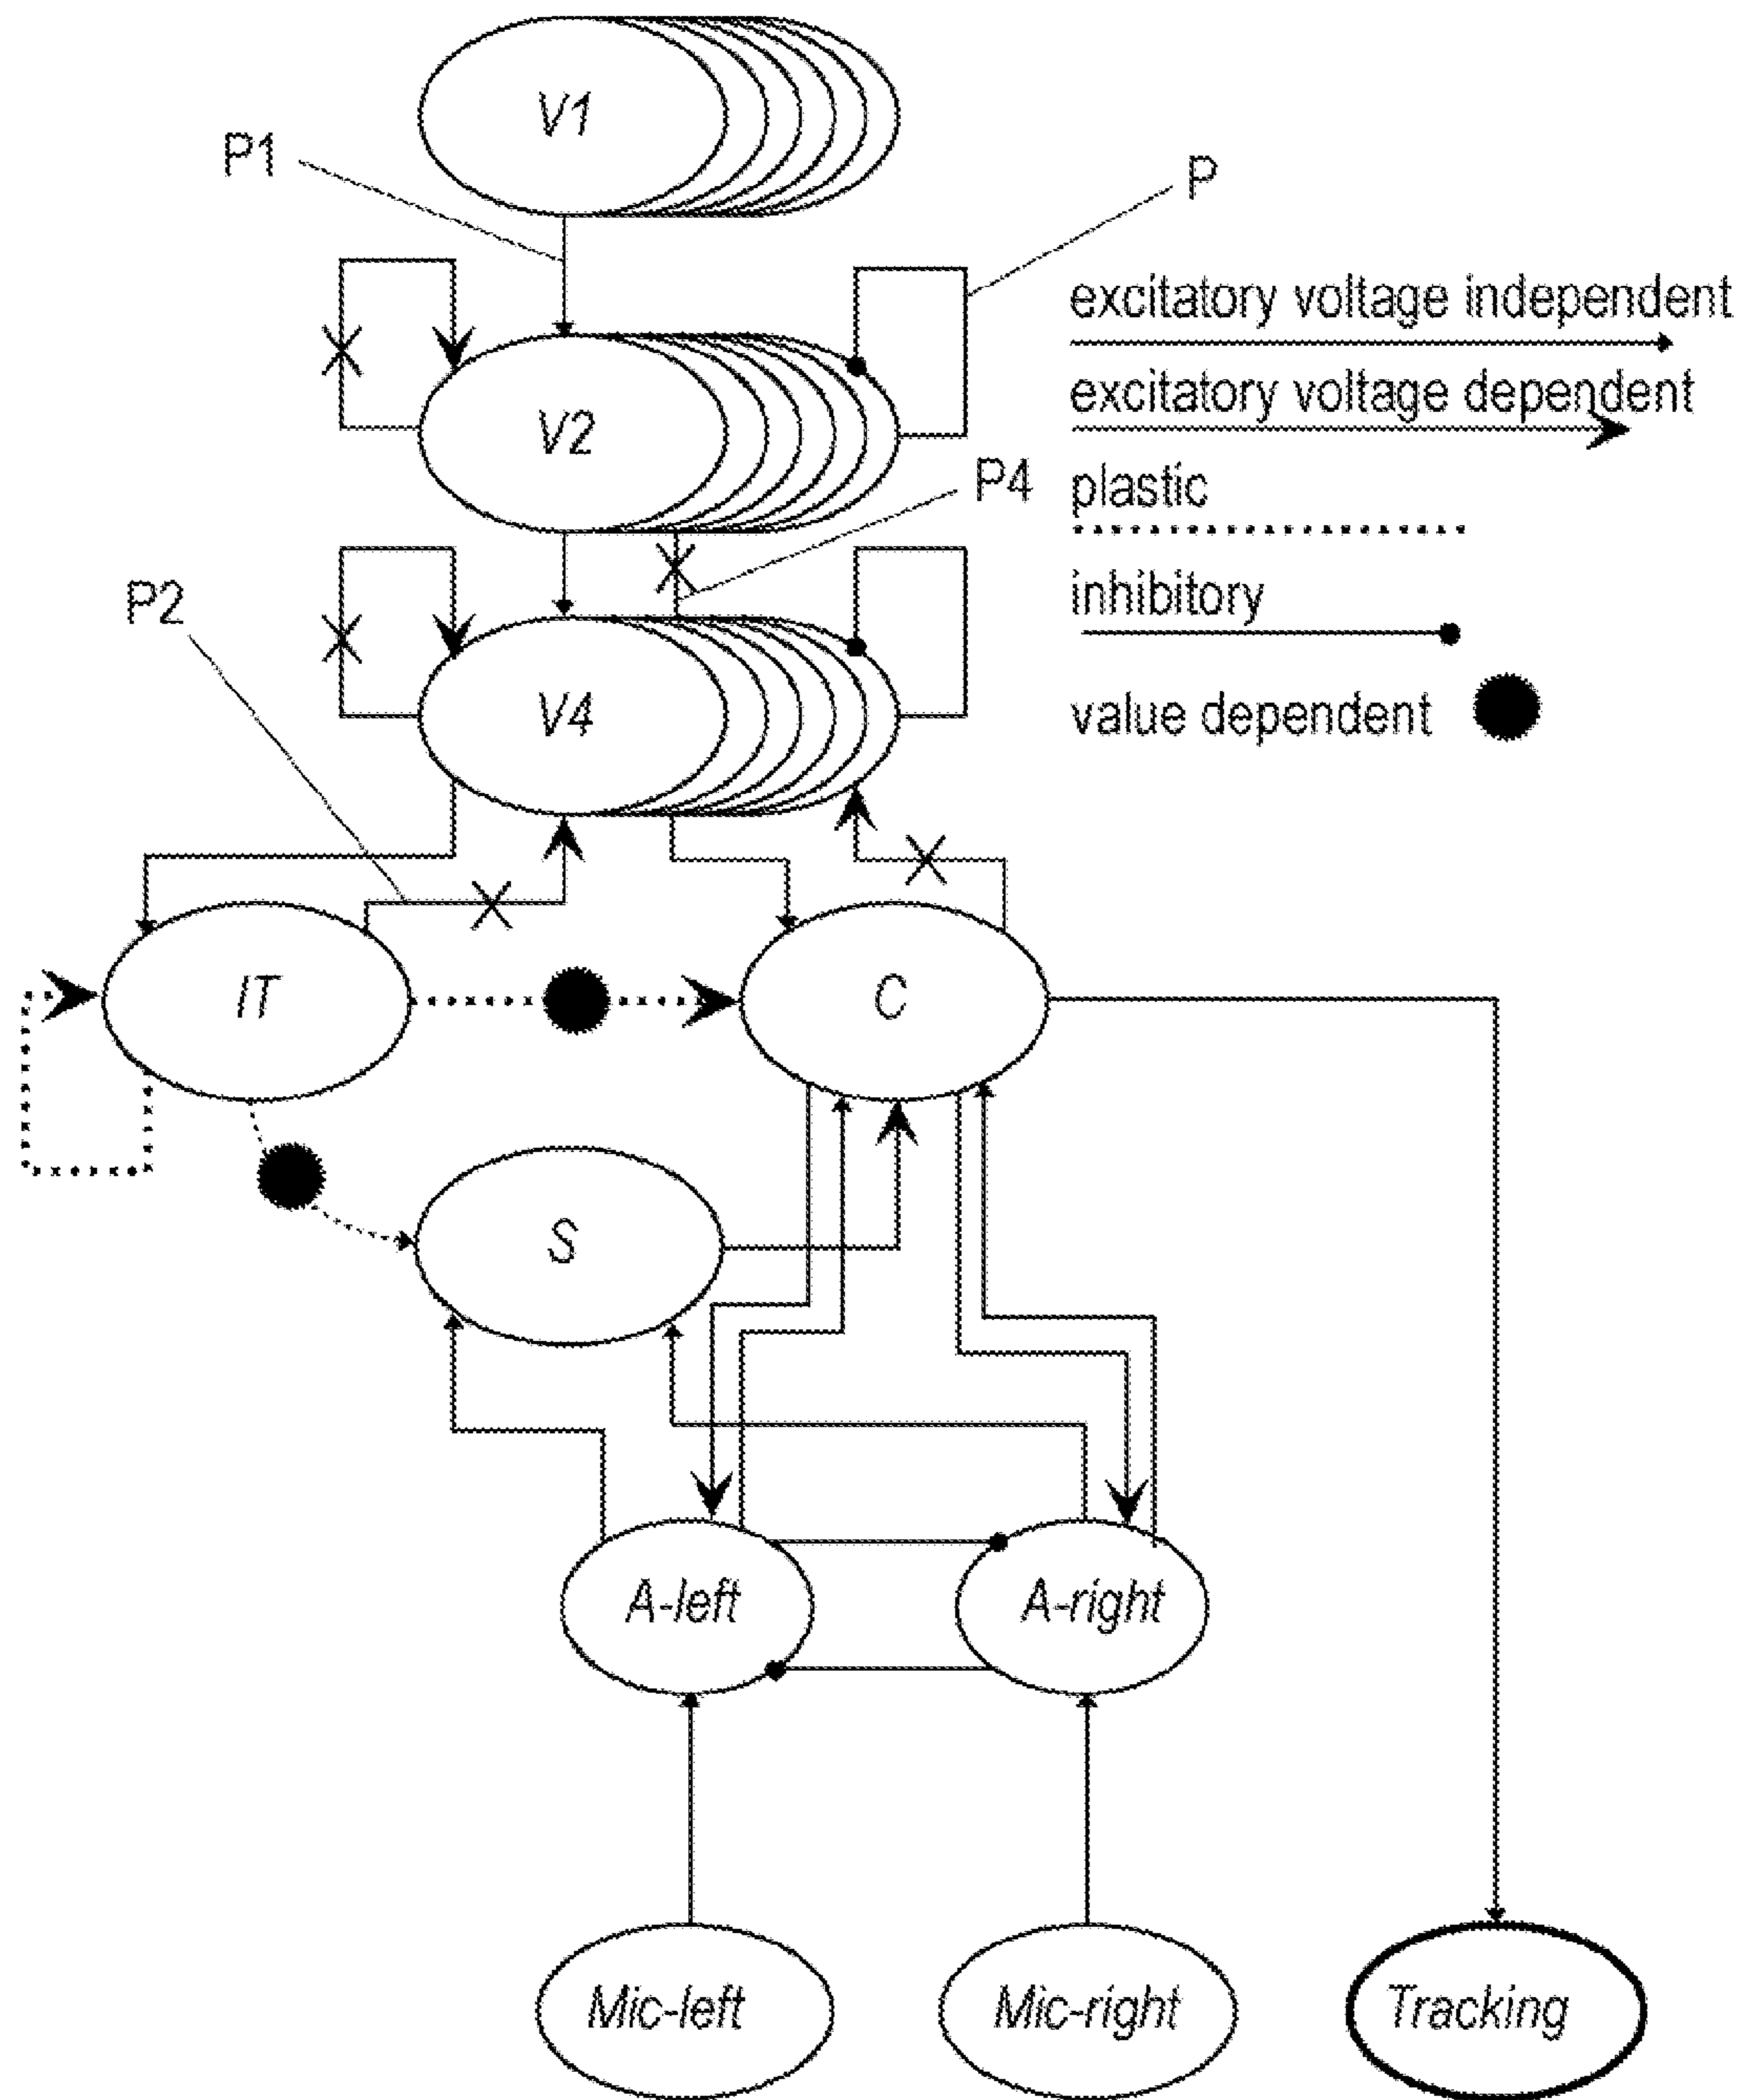 V1
P1
P
excitatory voltage independent
excitatory voltage dependent
V2
P4
plastic
P2
inhibitory
V4
value dependent
IT
C
S
A-left
A-right
Mic-left
Mic-right
Tracking